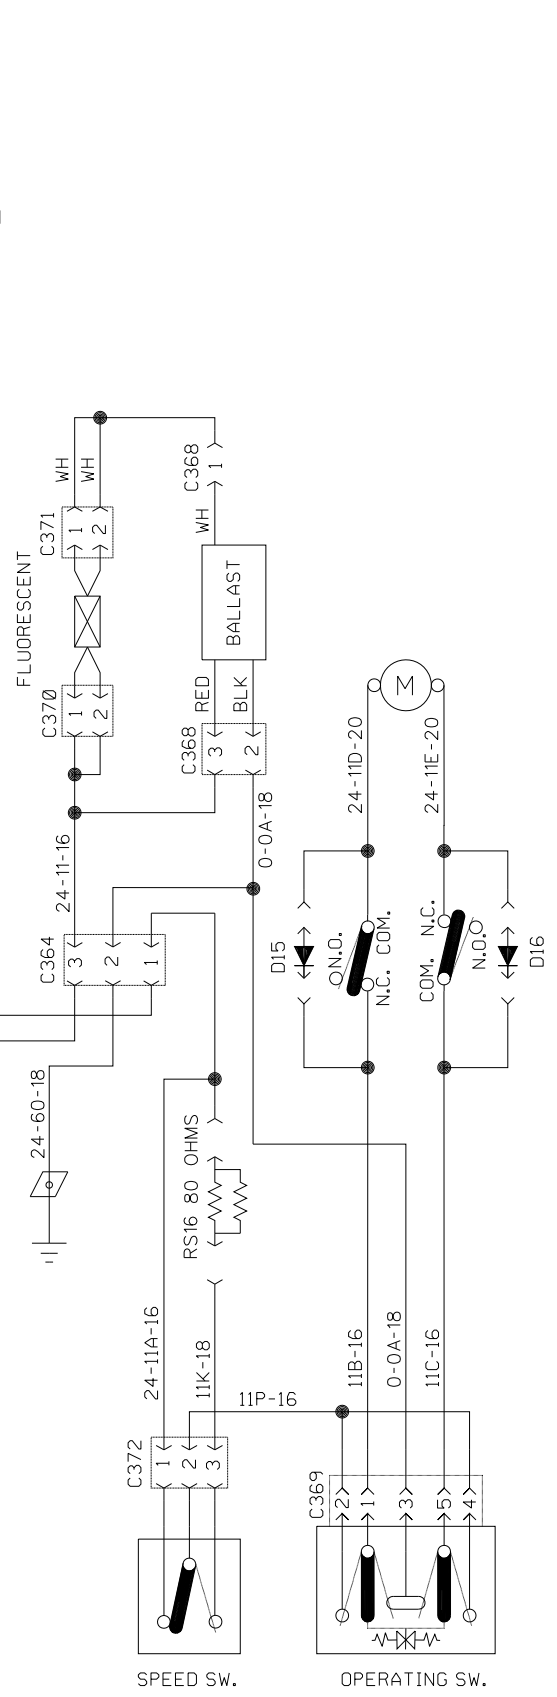 WH
WH
C371
1
2
FLUORESCENT
C370
1
2
24-11-16
C364
3
2
1
24-60-18
C368
1
WH
BALLAST
RED
BLK
C368
3
2
0-0A-18
M
24-11D-20
24-11E-20
D15
N.O.
COM.
N.C.
N.C.
COM.
N.O.
D16
RS16 80 OHMS
24-11A-16
11K-18
11P-16
11B-16
0-0A-18
11C-16
C372
1
2
3
C369
2
1
3
5
4
SPEED SW.
OPERATING SW.